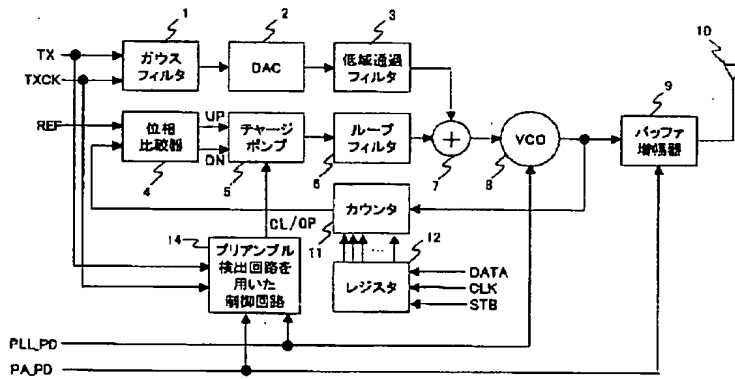 1
2
3
10
TX
TXCK
ガウス
フィルタ
DAC
低域通過
フィルタ
9
REF
位相
比較器
UP
DN
チャージ
ポンプ
ループ
フィルタ
+
VCO
バッファ
増幅器
4
5
6
7
8
カウンタ
CL/OP
11
12
14
プリアンブル
検出回路を
用いた
制御回路
…
レジスタ
DATA
CLK
STB
PLL_PD
PA_PD